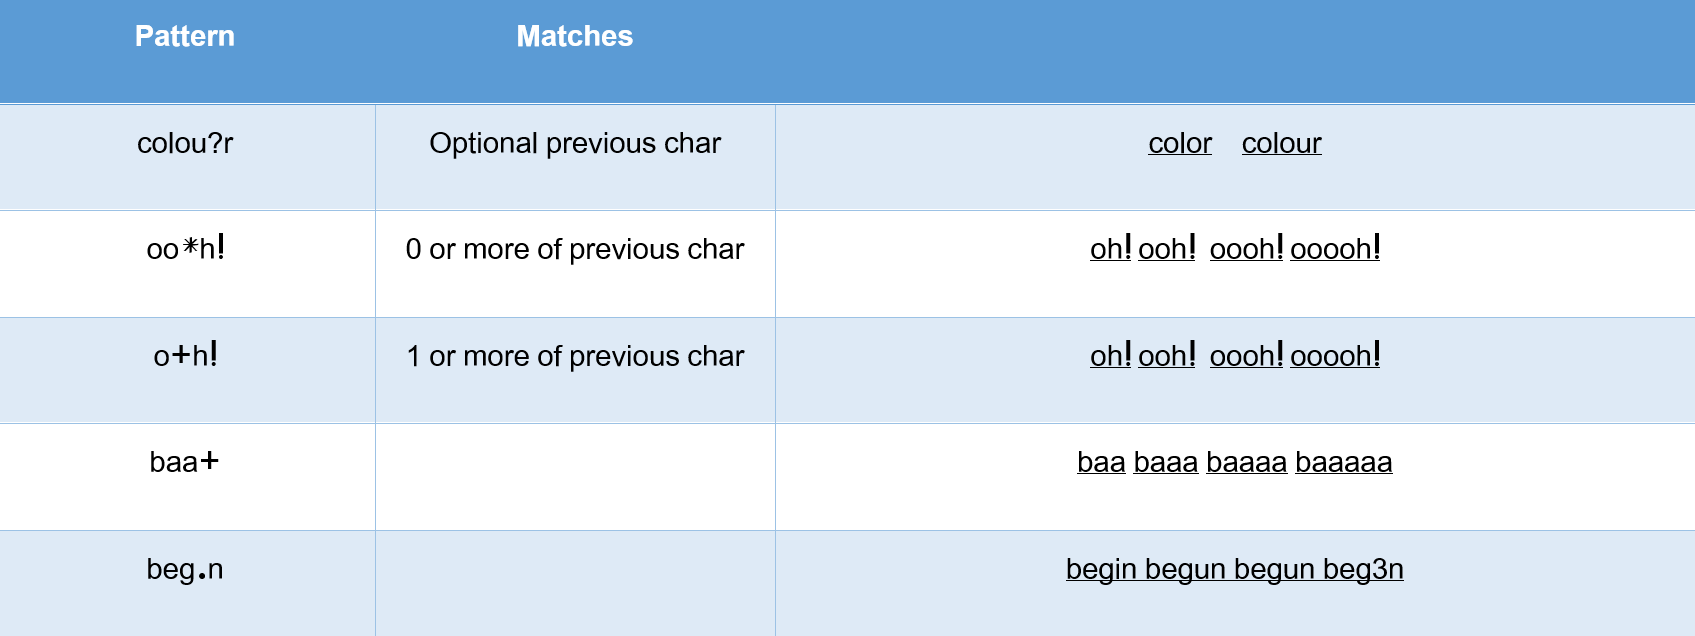 Pattern Matches
colou?r Optional previous char color colour
oo*h! 0 or more of previous char oh! ooh! oooh! ooooh!
o+h! 1 or more of previous char oh! ooh! oooh! ooooh!
baa+ baa baaa baaaa baaaaa
beg.n begin begun begun beg3n